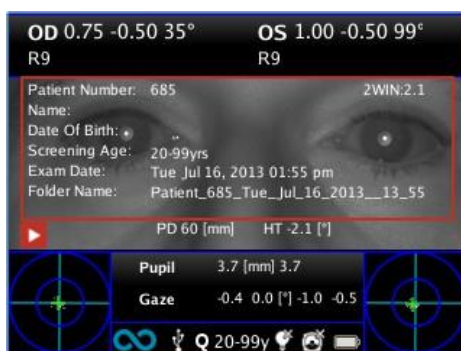 OD 0.75 -0.50 35° OS 1.00 -0.50 99°
R9 R9
Patient Number: 685 2WIN:2.1
Name:
Date Of Birth: ..
Screening Age: 20-99yrs
Exam Date: Tue Jul 16, 2013 01:55 pm
Folder Name: Patient_685_Tue_Jul_16_2013__13_55
PD 60 [mm] HT -2.1 [°]
Pupil 3.7 [mm] 3.7
Gaze -0.4 0.0 [°] -1.0 -0.5
Q 20-99y